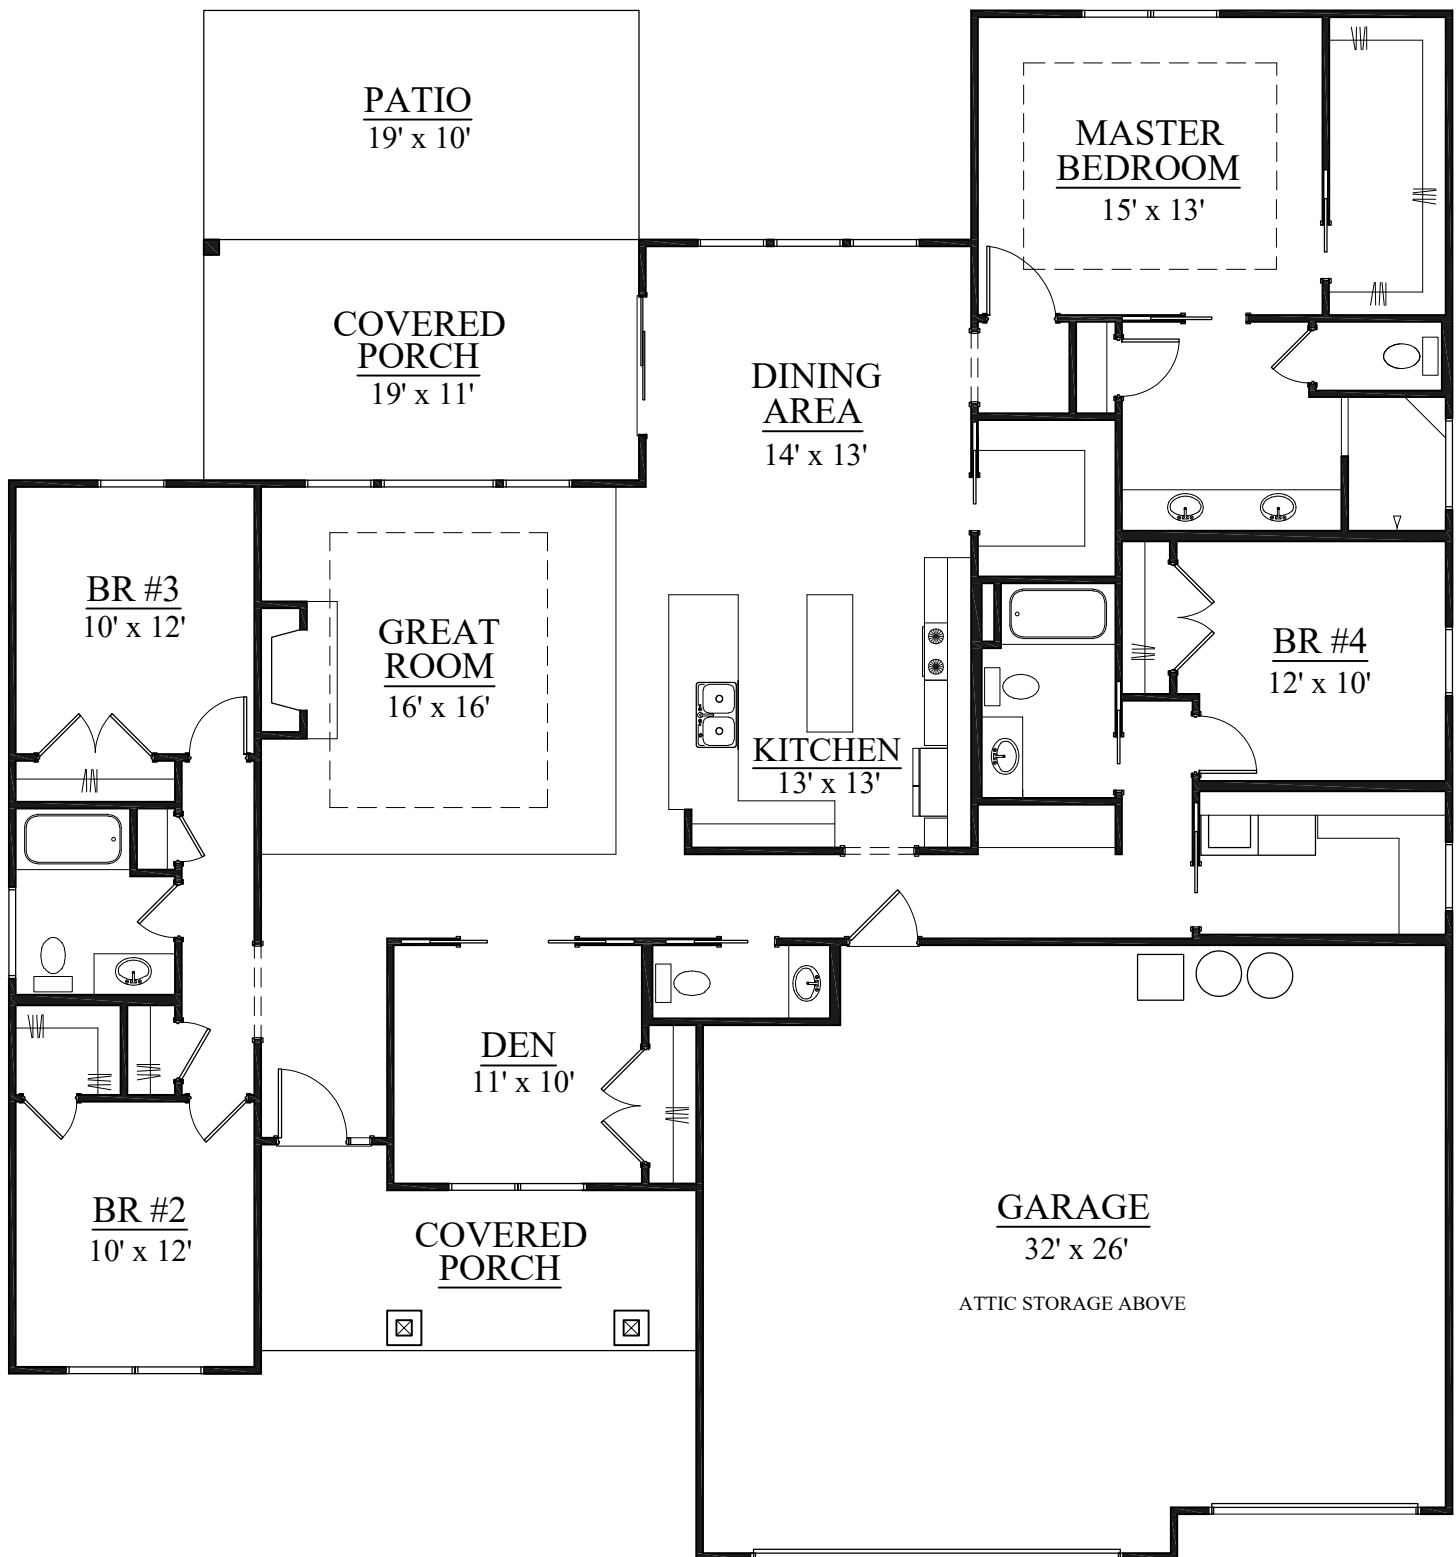 PATIO
19' x 10'
MASTER
BEDROOM
15' x 13'
COVERED
PORCH
19' x 11'
DINING
AREA
14' x 13'
BR #3
10' x 12'
GREAT
ROOM
16' x 16'
KITCHEN
13' x 13'
BR #4
12' x 10'
DEN
11' x 10'
BR #2
10' x 12'
COVERED
PORCH
GARAGE
32' x 26'
ATTIC STORAGE ABOVE